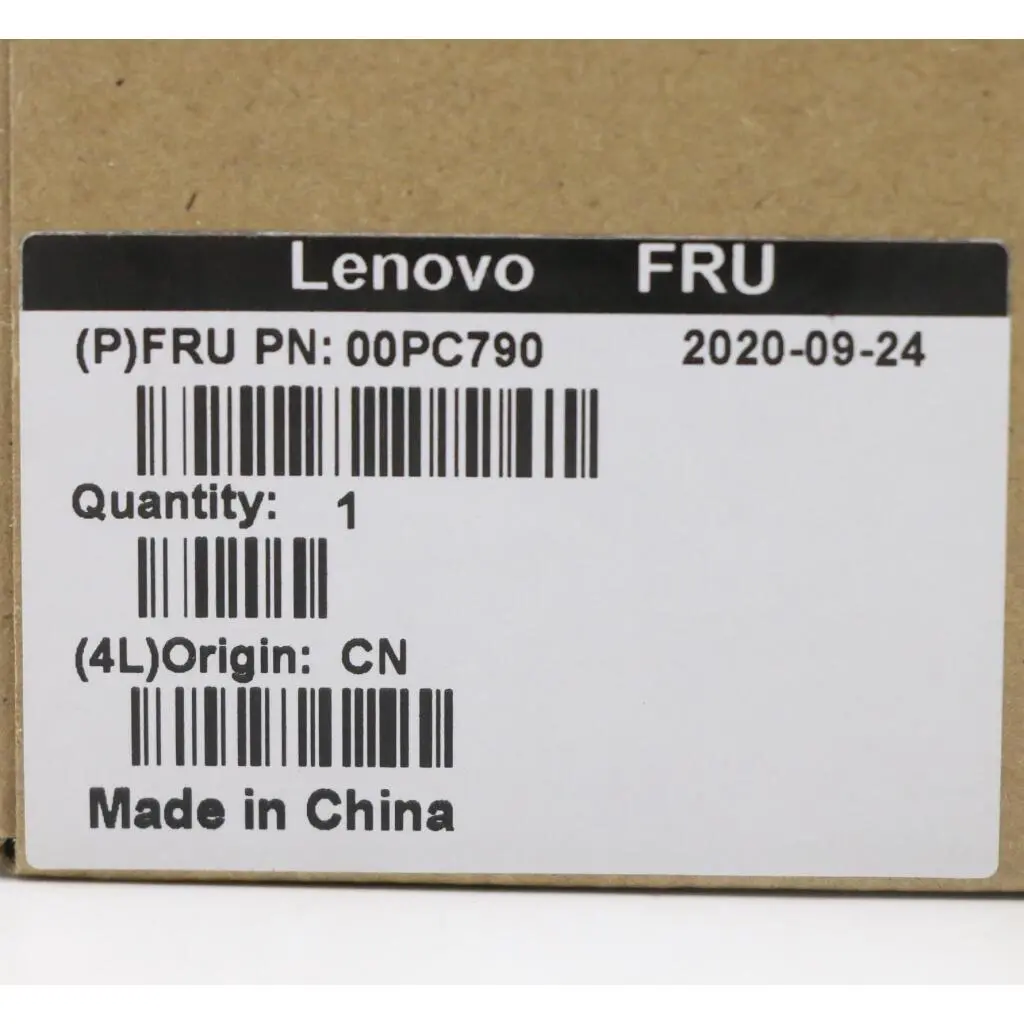 Lenovo FRU
(P)FRU PN: 00PC790 2020-09-24
Quantity: 1
(4L)Origin: CN
Made in China